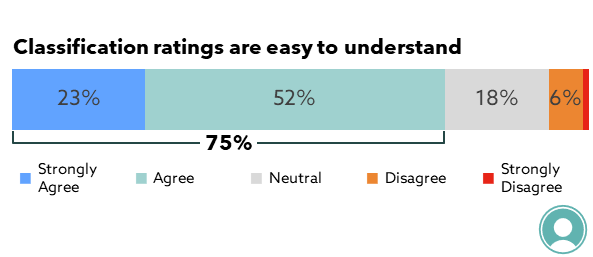 Classification ratings are easy to understand
23% 52% 18% 6%
75%
Strongly Agree
Agree
Neutral
Disagree
Strongly Disagree